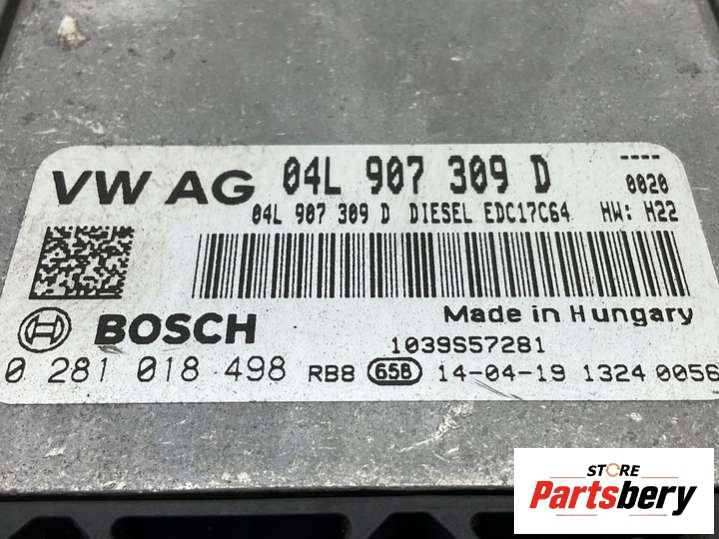 VW AG 04L 907 309 D ----
0020
04L 907 309 D DIESEL EDC17C64 HW: H22
Made in Hungary
BOSCH 1039S57281
0 281 018 498 RB8 658 14-04-19 1324 0056
STORE
Partsbery